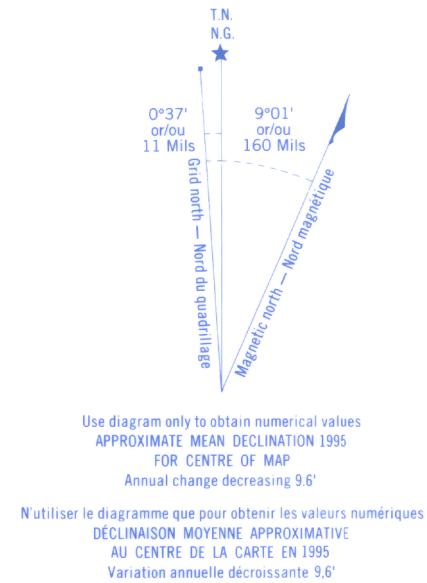 T.N.
N.G.
0°37'
or/ou
11 Mils
9°01'
or/ou
160 Mils
Grid north — Nord du quadrillage
Magnetic north — Nord magnétique
Use diagram only to obtain numerical values
APPROXIMATE MEAN DECLINATION 1995
FOR CENTRE OF MAP
Annual change decreasing 9.6'
N'utiliser le diagramme que pour obtenir les valeurs numériques
DÉCLINAISON MOYENNE APPROXIMATIVE
AU CENTRE DE LA CARTE EN 1995
Variation annuelle décroissante 9,6'